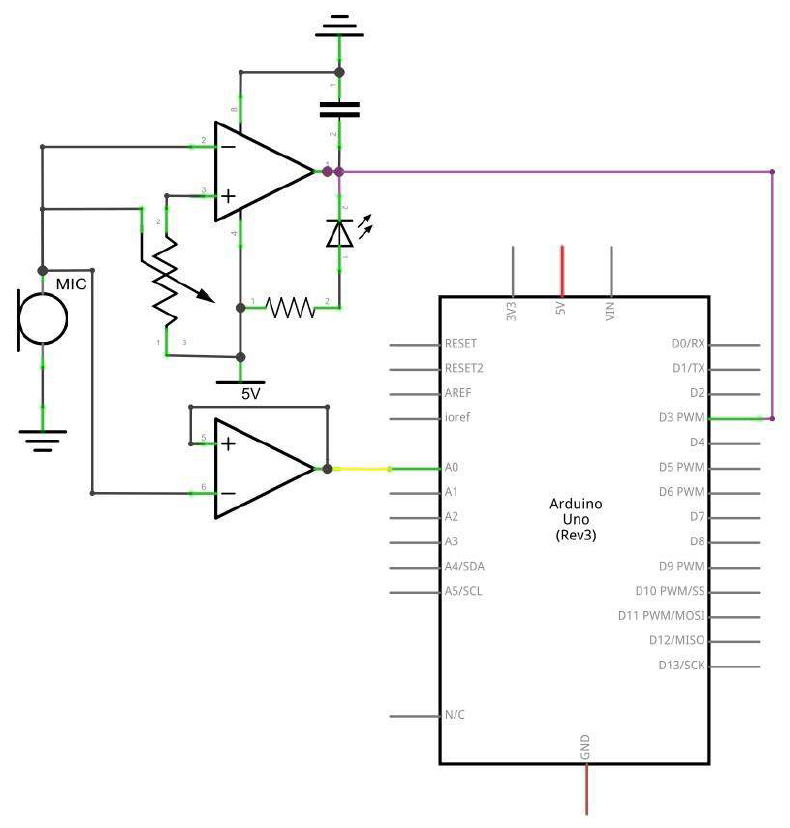 1
8
2
2
1
−
3
+
2
2
4
1
MIC
1
2
1
3
5V
5
+
6
−
3V3
5V
VIN
RESET
D0/RX
RESET2
D1/TX
AREF
D2
ioref
D3 PWM
D4
A0
D5 PWM
A1
D6 PWM
A2
D7
A3
D8
A4/SDA
D9 PWM
A5/SCL
D10 PWM/SS
D11 PWM/MOSI
D12/MISO
D13/SCK
N/C
GND
Arduino
Uno
(Rev3)